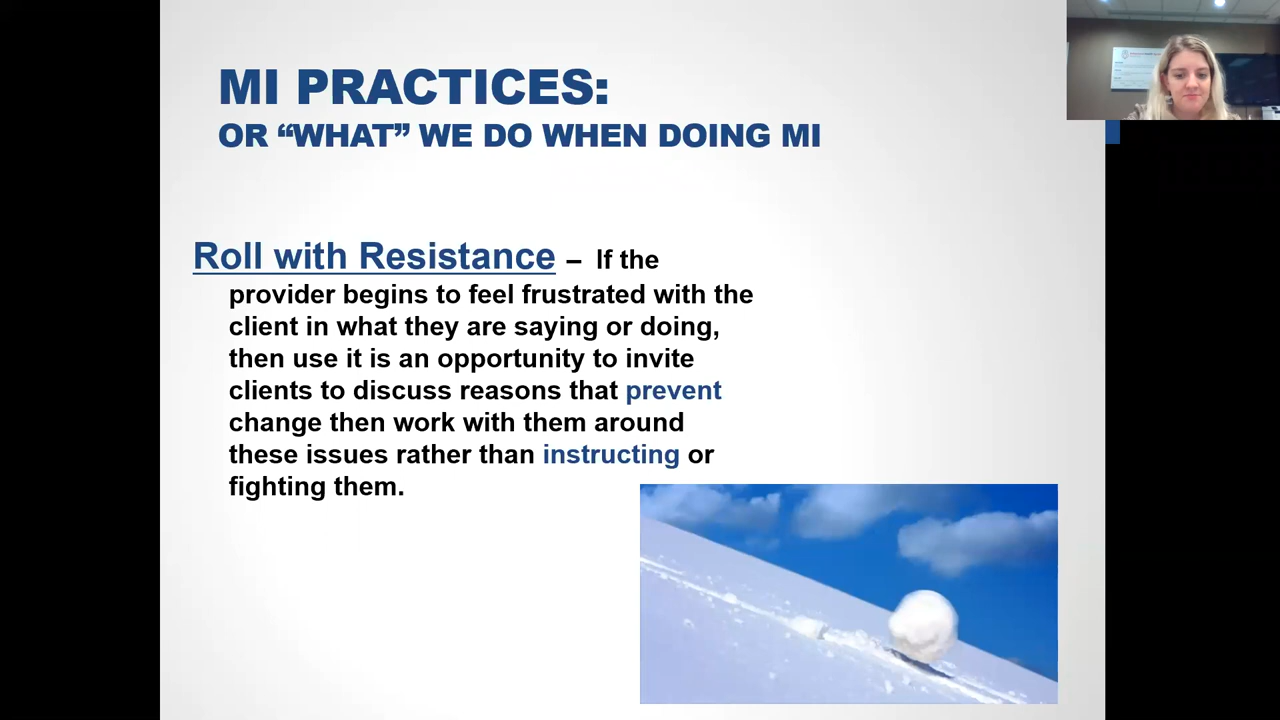 MI PRACTICES:
OR “WHAT” WE DO WHEN DOING MI
Roll with Resistance – If the
provider begins to feel frustrated with the
client in what they are saying or doing,
then use it is an opportunity to invite
clients to discuss reasons that prevent
change then work with them around
these issues rather than instructing or
fighting them.